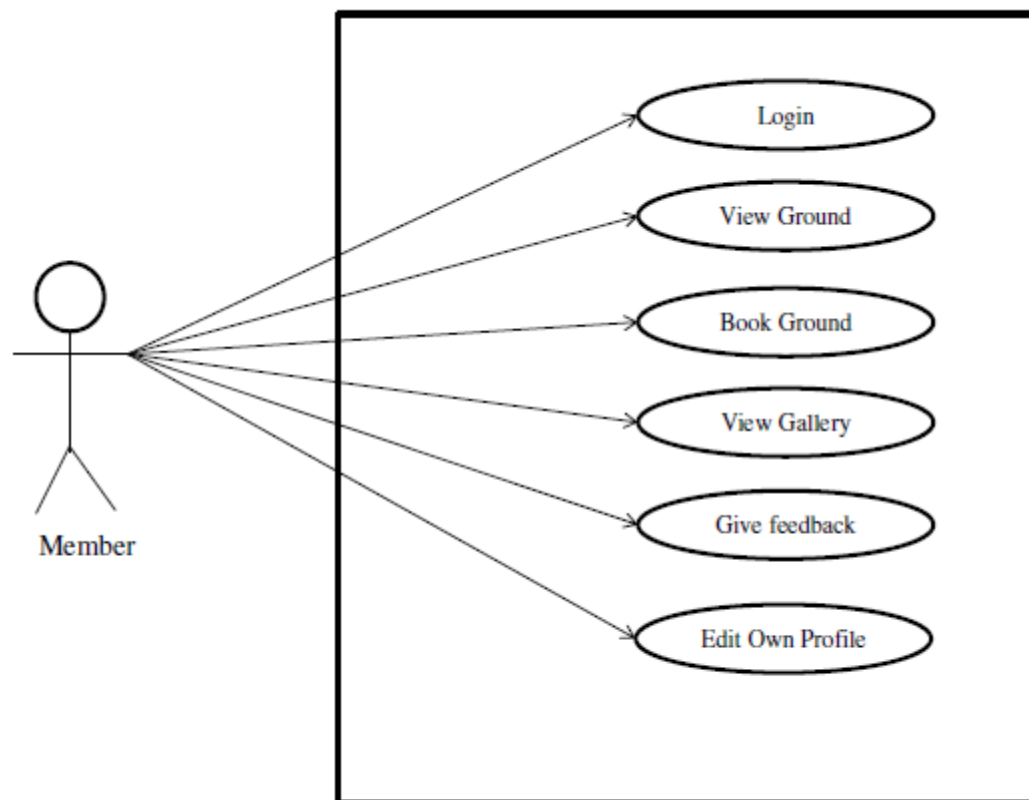 Login
View Ground
Book Ground
View Gallery
Give feedback
Edit Own Profile
Member